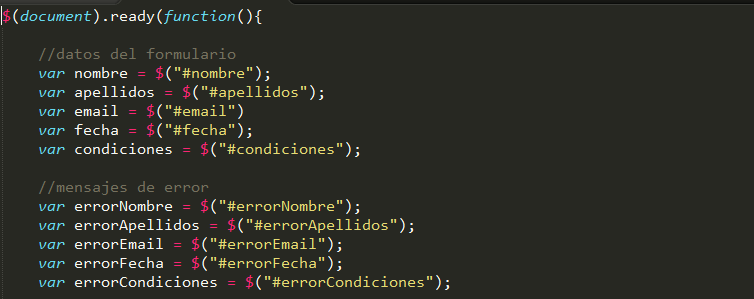 $(document).ready(function(){
//datos del formulario
var nombre = $("#nombre");
var apellidos = $("#apellidos");
var email = $("#email")
var fecha = $("#fecha");
var condiciones = $("#condiciones");
//mensajes de error
var errorNombre = $("#errorNombre");
var errorApellidos = $("#errorApellidos");
var errorEmail = $("#errorEmail");
var errorFecha = $("#errorFecha");
var errorCondiciones = $("#errorCondiciones");